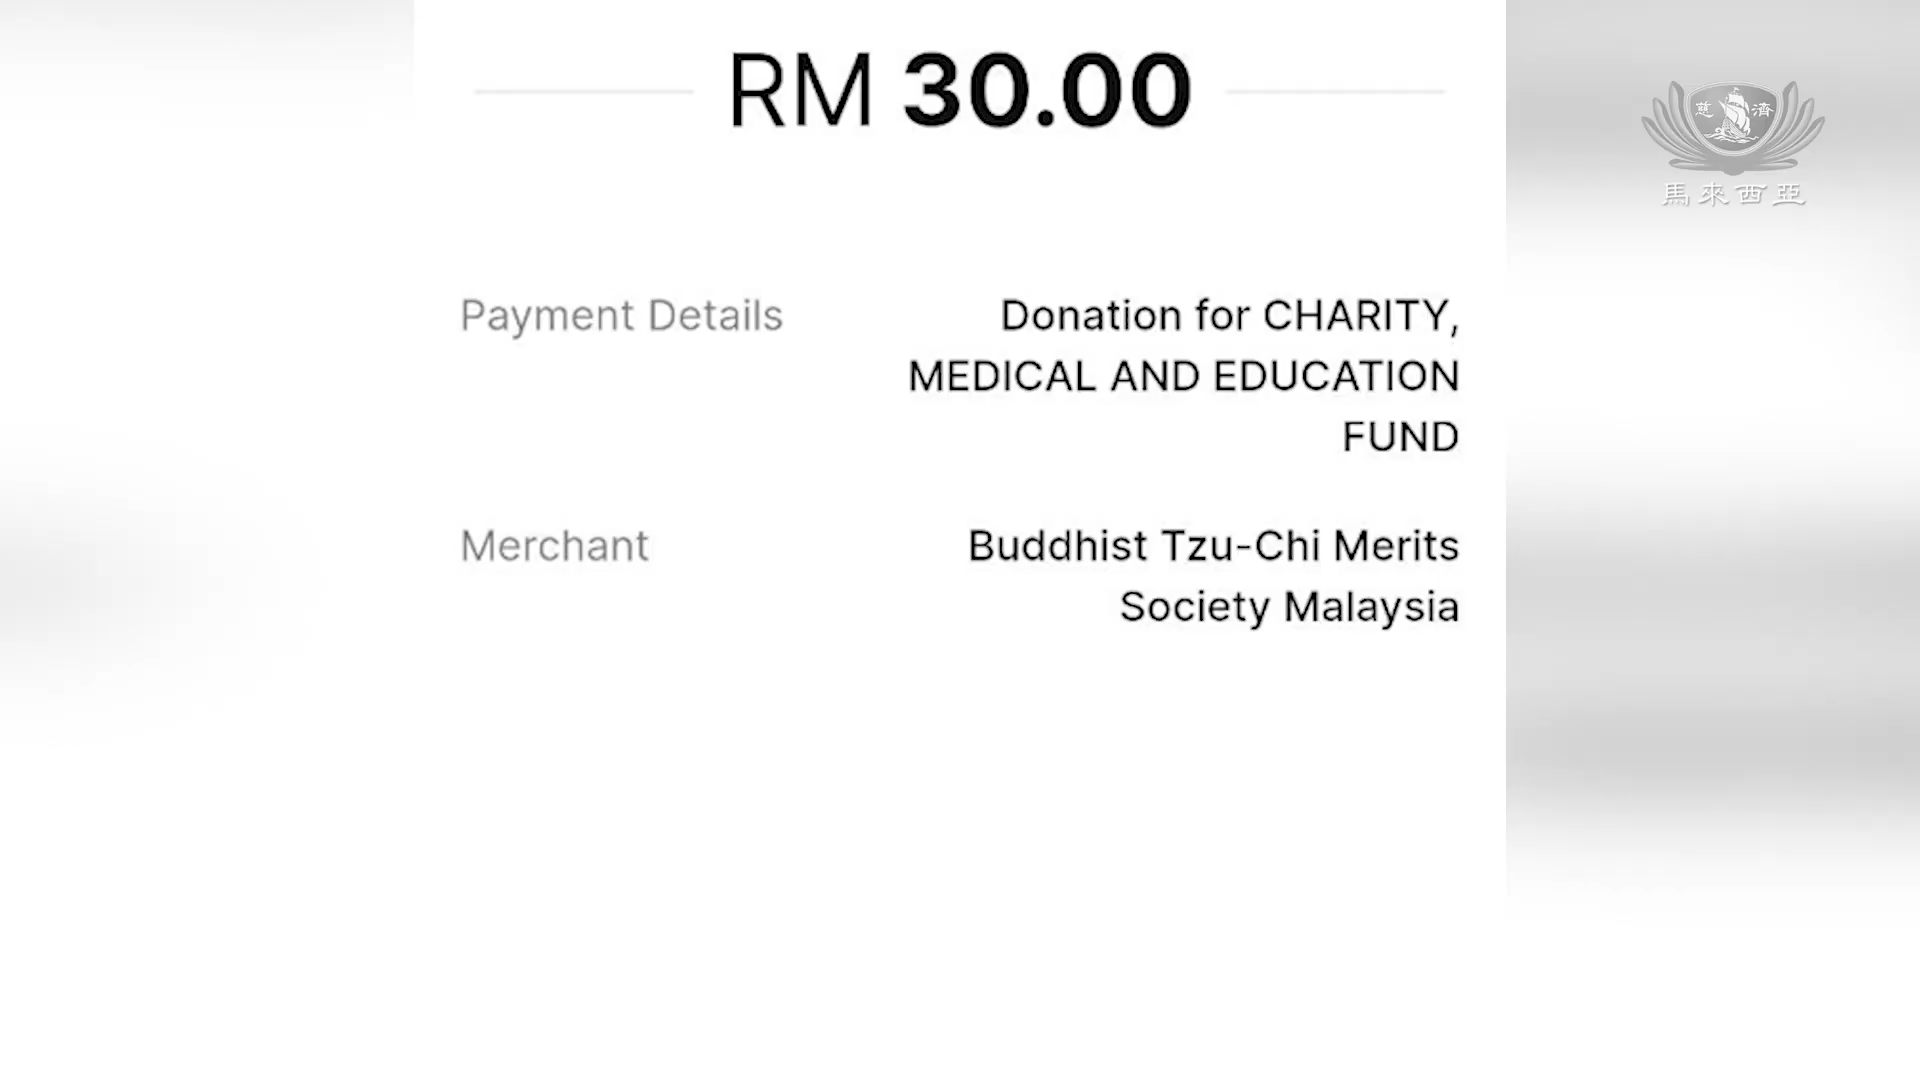 RM 30.00
慈濟
馬來西亞
Payment Details
Donation for CHARITY,
MEDICAL AND EDUCATION
FUND
Merchant
Buddhist Tzu-Chi Merits
Society Malaysia